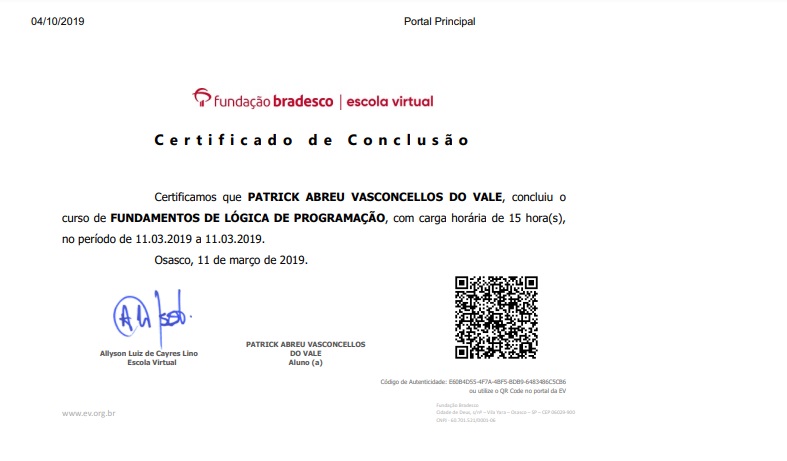 04/10/2019 Portal Principal
fundação bradesco | escola virtual
Certificado de Conclusão
Certificamos que PATRICK ABREU VASCONCELLOS DO VALE, concluiu o
curso de FUNDAMENTOS DE LÓGICA DE PROGRAMAÇÃO, com carga horária de 15 hora(s),
no período de 11.03.2019 a 11.03.2019.
Osasco, 11 de março de 2019.
Allyson Luiz de Cayres Lino
Escola Virtual
PATRICK ABREU VASCONCELLOS
DO VALE
Aluno (a)
Código de Autenticidade: E60B4D55-4F7A-4BF5-BDB9-6483486C5CB6
ou utilize o QR Code no portal da EV
www.ev.org.br
Fundação Bradesco
Cidade de Deus, s/nº – Vila Yara – Osasco – SP – CEP 06029-900
CNPJ - 60.701.521/0001-06